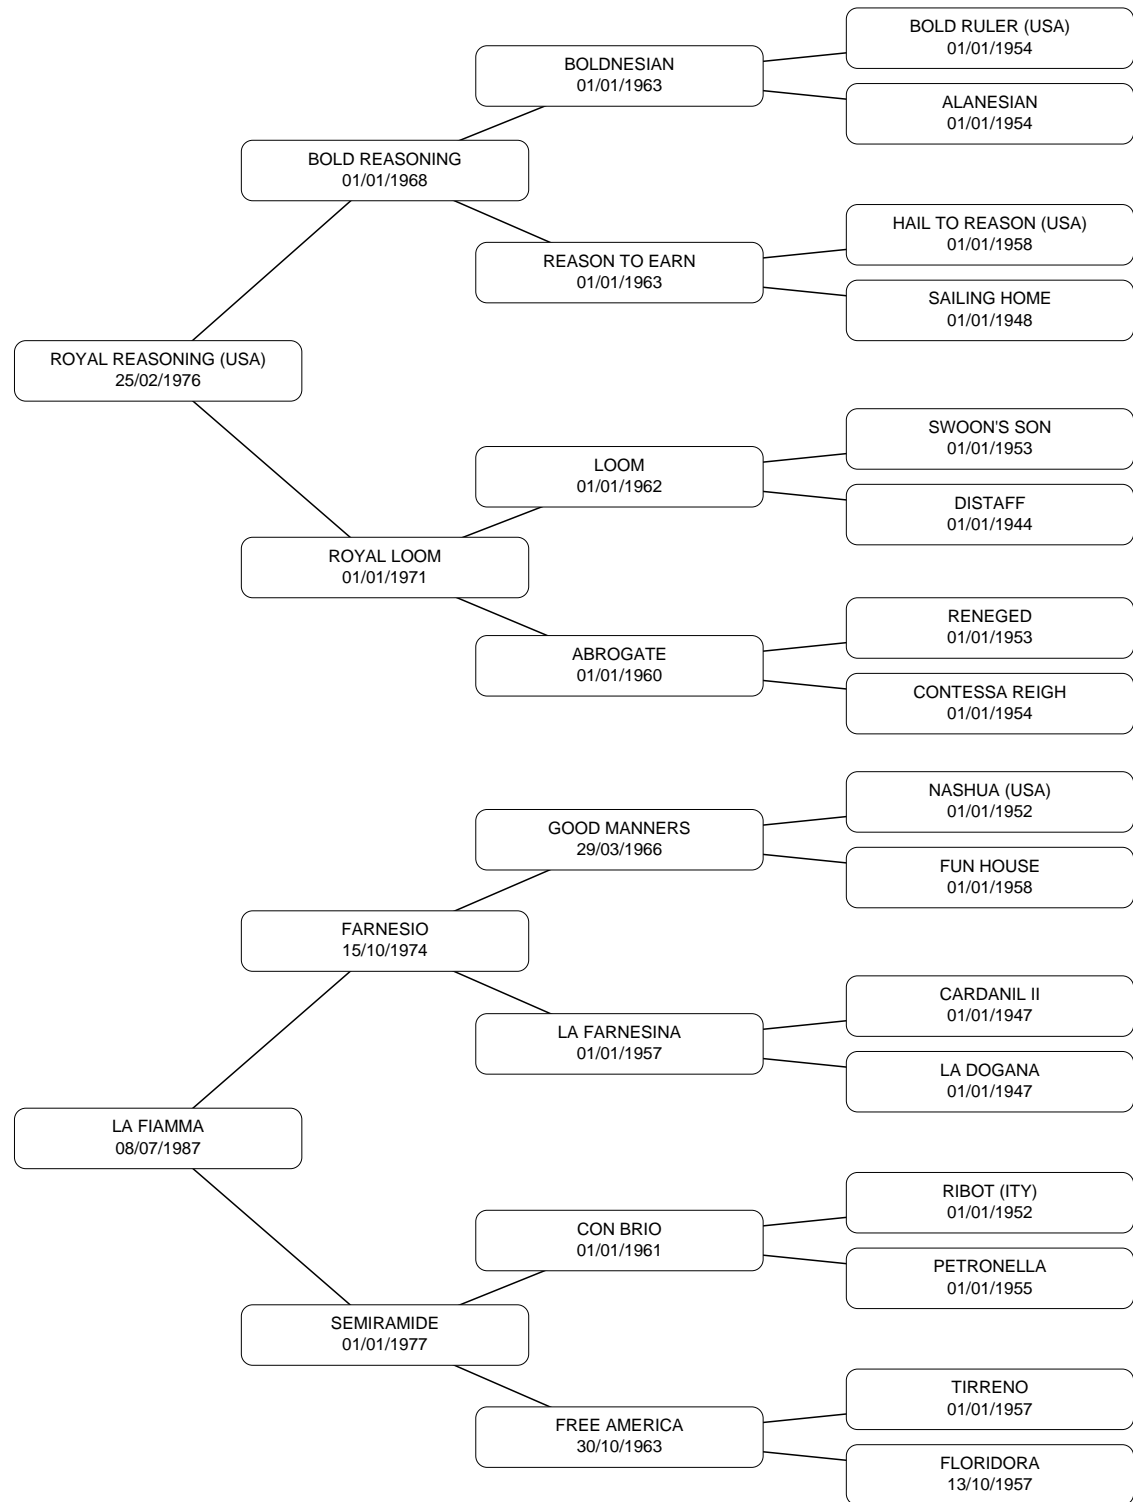 BOLD RULER (USA)
01/01/1954
BOLDNESIAN
01/01/1963
ALANESIAN
01/01/1954
BOLD REASONING
01/01/1968
HAIL TO REASON (USA)
01/01/1958
REASON TO EARN
01/01/1963
SAILING HOME
01/01/1948
ROYAL REASONING (USA)
25/02/1976
SWOON'S SON
01/01/1953
LOOM
01/01/1962
DISTAFF
01/01/1944
ROYAL LOOM
01/01/1971
RENEGED
01/01/1953
ABROGATE
01/01/1960
CONTESSA REIGH
01/01/1954
NASHUA (USA)
01/01/1952
GOOD MANNERS
29/03/1966
FUN HOUSE
01/01/1958
FARNESIO
15/10/1974
CARDANIL II
01/01/1947
LA FARNESINA
01/01/1957
LA DOGANA
01/01/1947
LA FIAMMA
08/07/1987
RIBOT (ITY)
01/01/1952
CON BRIO
01/01/1961
PETRONELLA
01/01/1955
SEMIRAMIDE
01/01/1977
TIRRENO
01/01/1957
FREE AMERICA
30/10/1963
FLORIDORA
13/10/1957